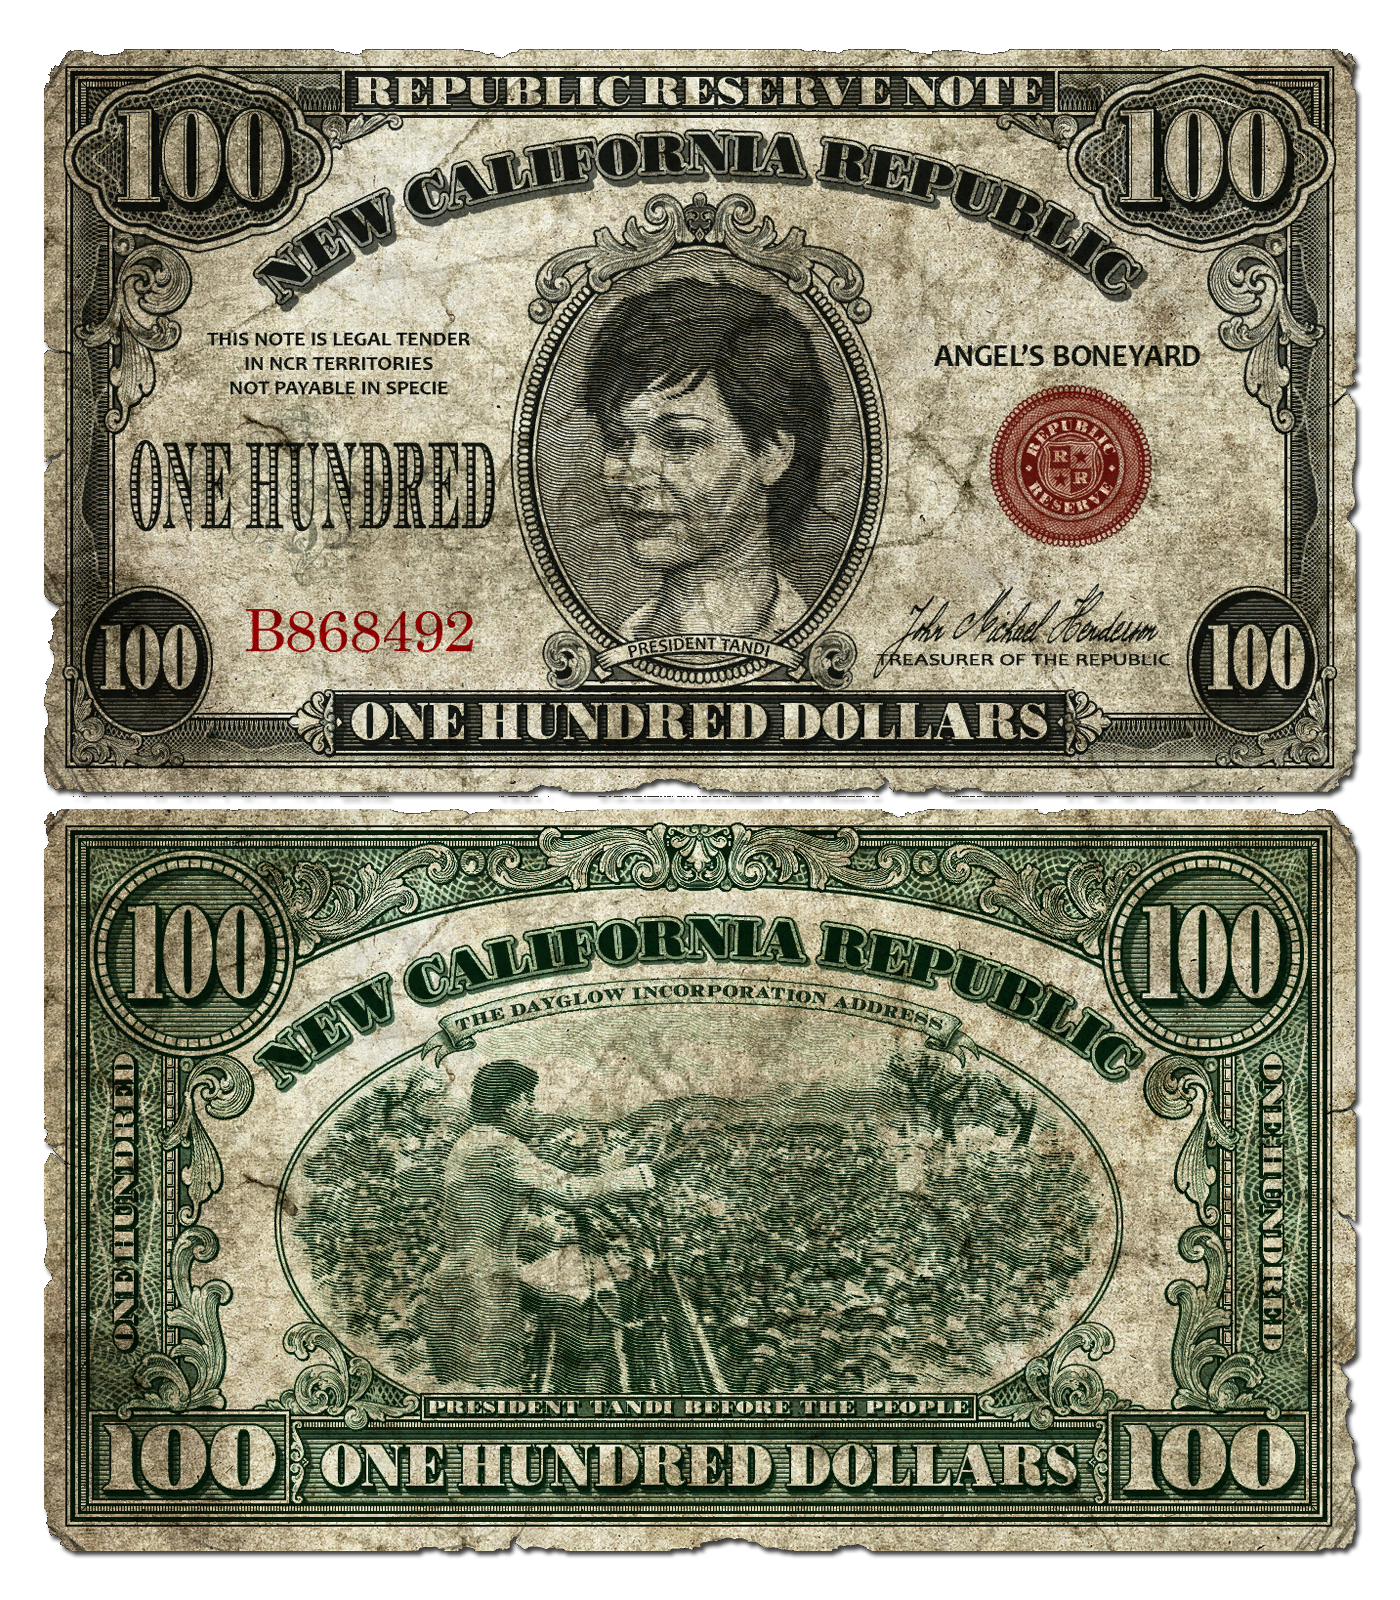 REPUBLIC RESERVE NOTE
100
100
NEW CALIFORNIA REPUBLIC
THIS NOTE IS LEGAL TENDER
IN NCR TERRITORIES
NOT PAYABLE IN SPECIE
ANGEL'S BONEYARD
ONE HUNDRED
REPUBLIC
R
R
RESERVE
B868492
John Michael Henderson
TREASURER OF THE REPUBLIC
PRESIDENT TANDI
100
100
ONE HUNDRED DOLLARS
100
100
NEW CALIFORNIA REPUBLIC
THE DAYGLOW INCORPORATION ADDRESS
ONE HUNDRED
ONE HUNDRED
PRESIDENT TANDI BEFORE THE PEOPLE
100
ONE HUNDRED DOLLARS
100